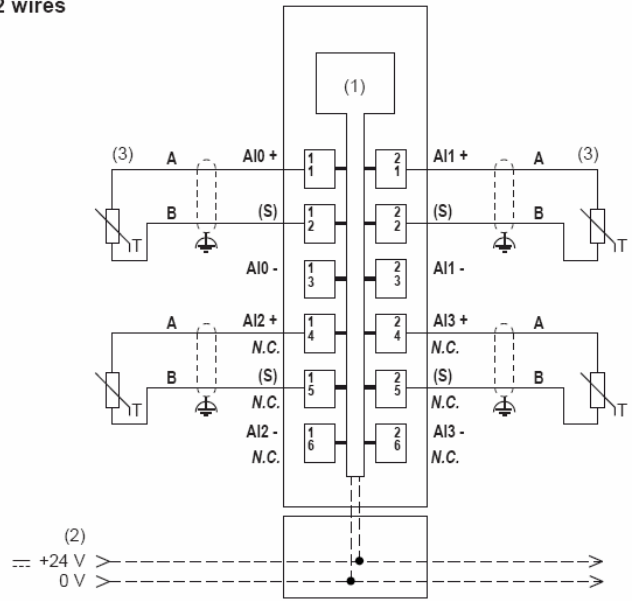 2 wires
(1)
(3) A AI0 + 1 1 2 1 AI1 + A (3)
B (S) 1 2 2 2 (S) B
T T
AI0 - 1 3 2 3 AI1 -
A AI2 + 1 4 2 4 AI3 + A
N.C. N.C.
B (S) 1 5 2 5 (S) B
T N.C. N.C. T
AI2 - 1 6 2 6 AI3 -
N.C. N.C.
(2)
+24 V
0 V